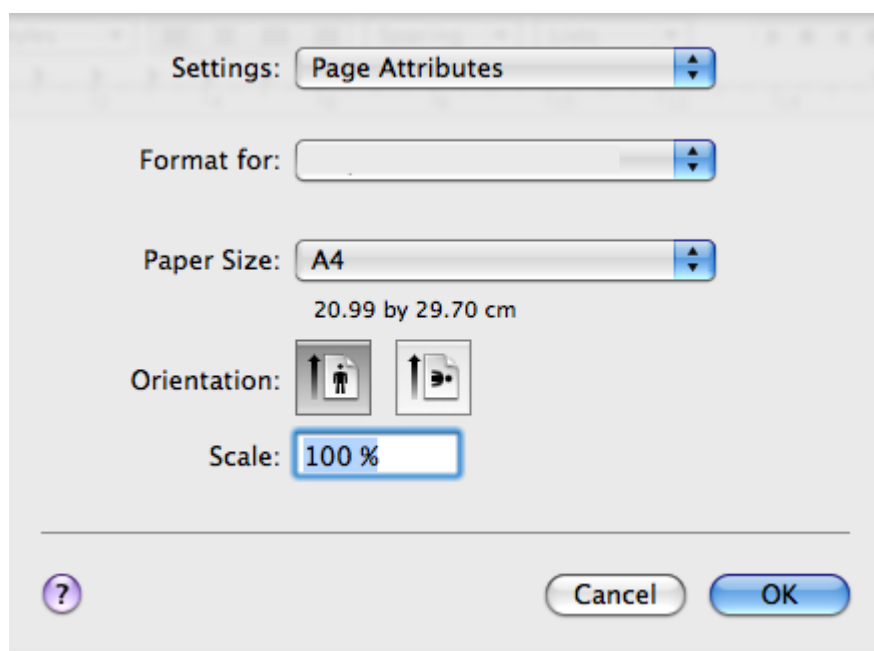 Settings: Page Attributes
Format for:
Paper Size: A4
20.99 by 29.70 cm
Orientation:
Scale: 100 %
? Cancel OK